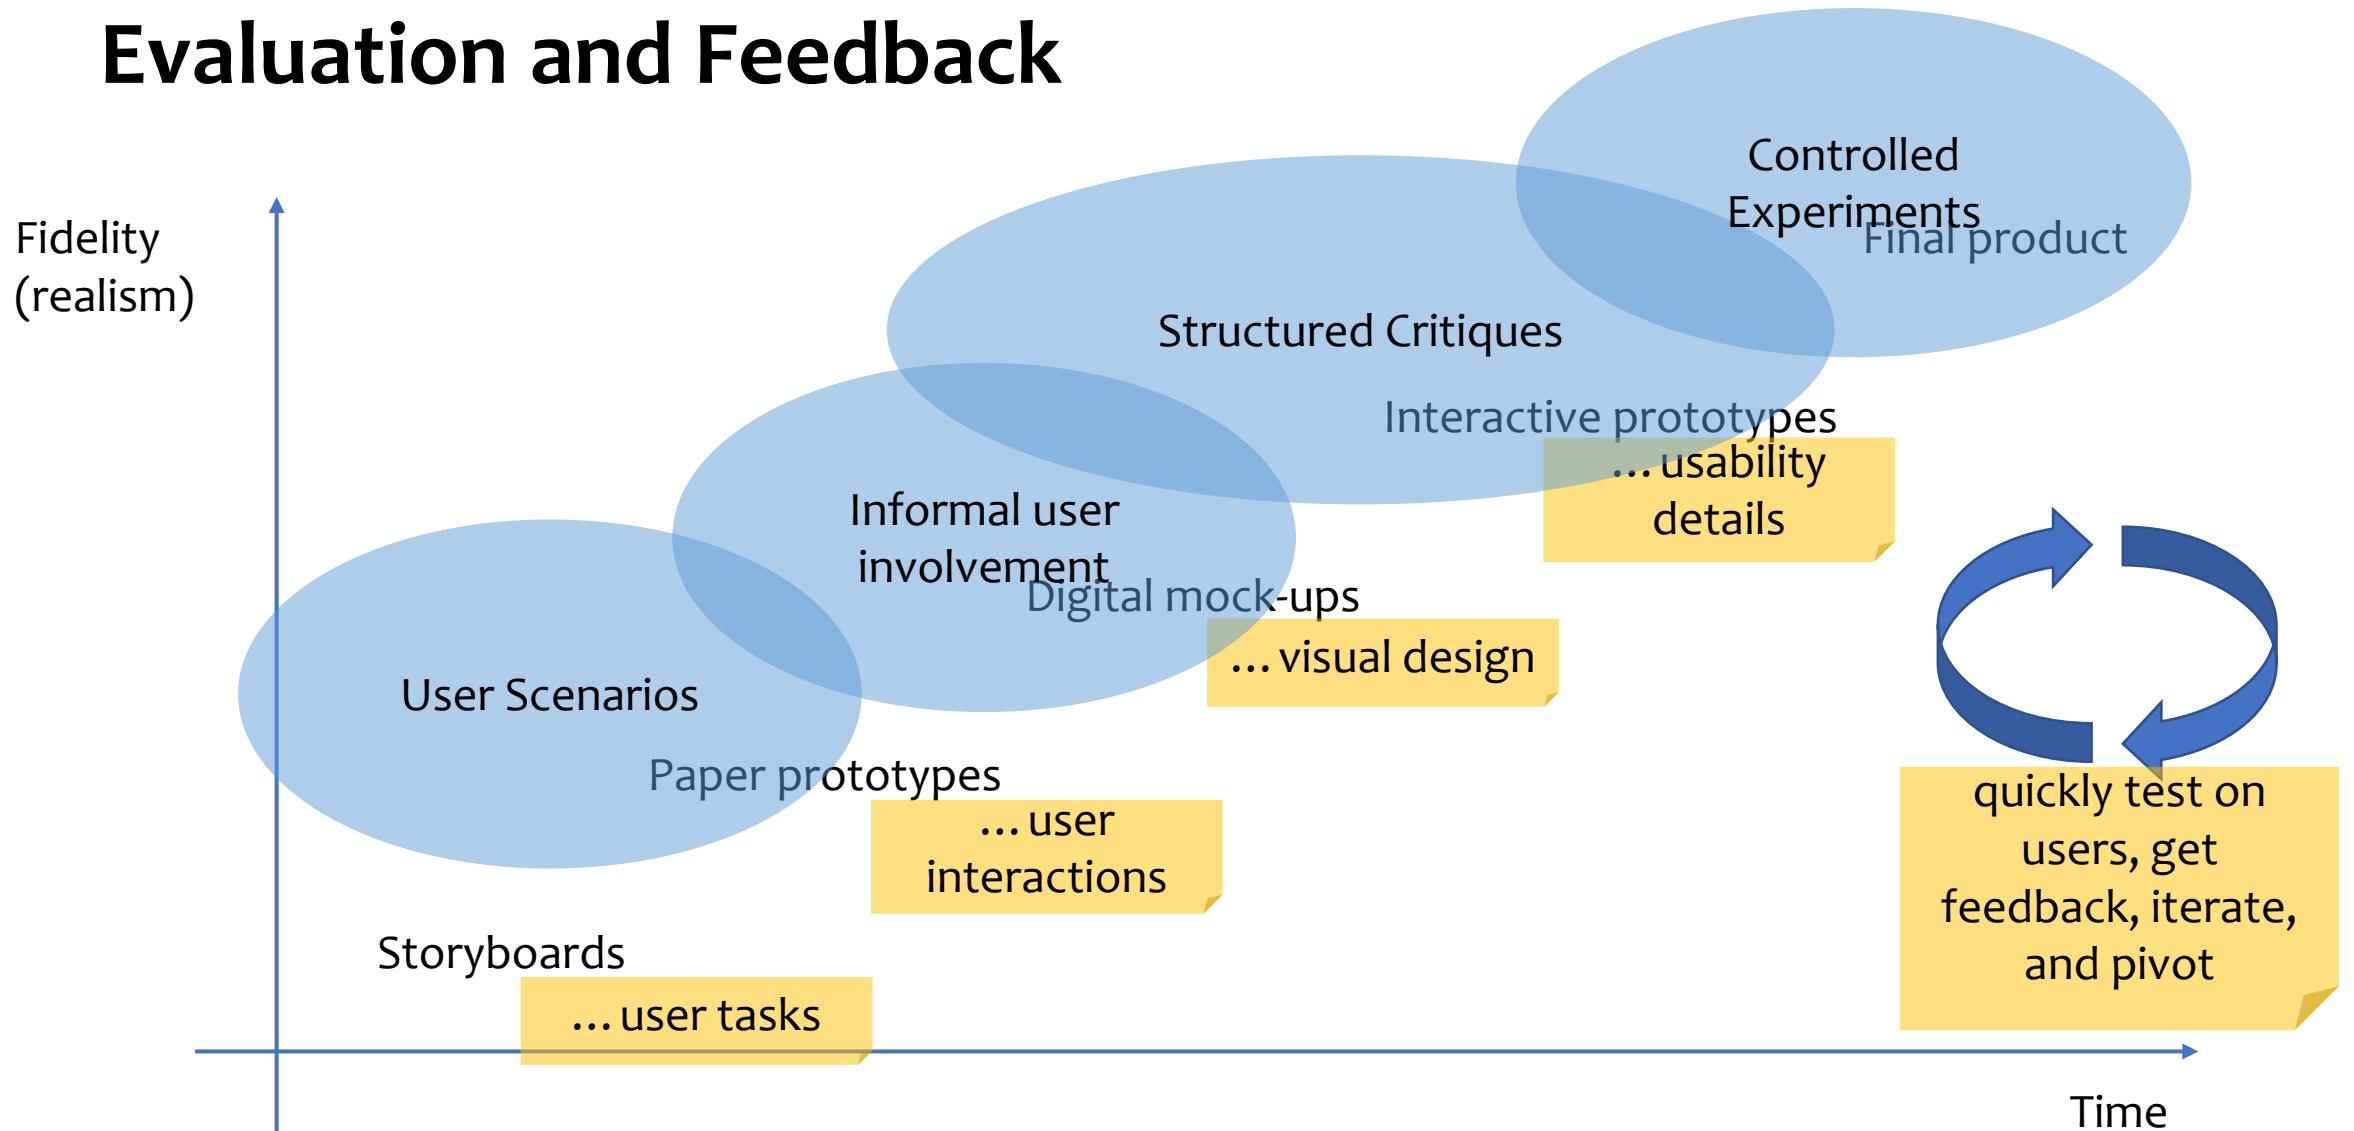 Evaluation and Feedback
Fidelity
(realism)
Controlled
Experiments
Final product
Structured Critiques
Interactive prototypes
... usability
details
Informal user
involvement
Digital mock-ups
... visual design
User Scenarios
Paper prototypes
... user
interactions
Storyboards
... user tasks
quickly test on
users, get
feedback, iterate,
and pivot
Time